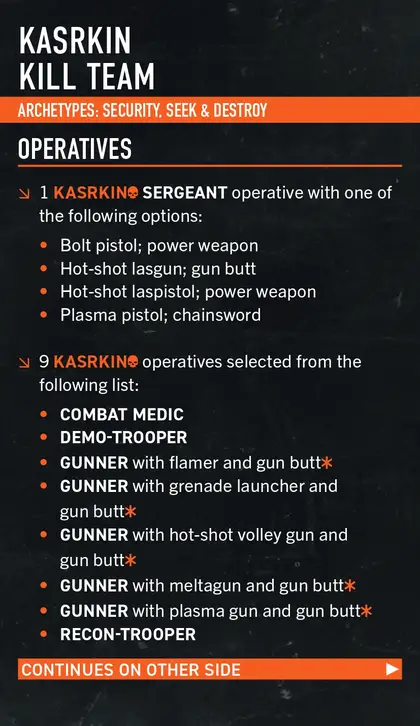 KASRKIN
KILL TEAM
ARCHETYPES: SECURITY, SEEK & DESTROY
OPERATIVES
↘ 1 KASRKIN💀 SERGEANT operative with one of
the following options:
• Bolt pistol; power weapon
• Hot-shot lasgun; gun butt
• Hot-shot laspistol; power weapon
• Plasma pistol; chainsword
↘ 9 KASRKIN💀 operatives selected from the
following list:
• COMBAT MEDIC
• DEMO-TROOPER
• GUNNER with flamer and gun butt*
• GUNNER with grenade launcher and
gun butt*
• GUNNER with hot-shot volley gun and
gun butt*
• GUNNER with meltagun and gun butt*
• GUNNER with plasma gun and gun butt*
• RECON-TROOPER
CONTINUES ON OTHER SIDE ▶